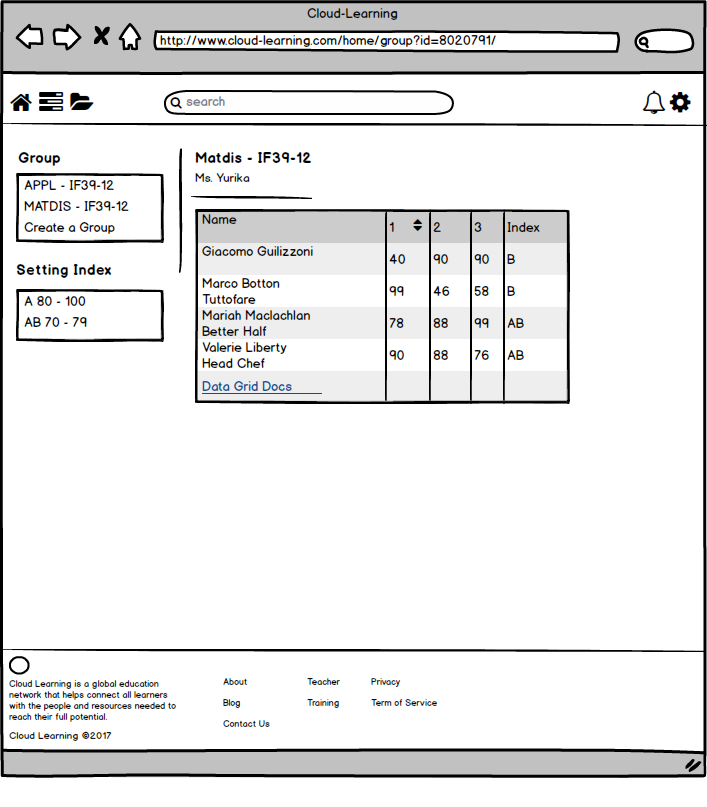 Cloud-Learning
http://www.cloud-learning.com/home/group?id=8020791/
search
Group
APPL - IF39-12
MATDIS - IF39-12
Create a Group
Setting Index
A 80 - 100
AB 70 - 79
Matdis - IF39-12
Ms. Yurika
Name 1 2 3 Index
Giacomo Guilizzoni 40 90 90 B
Marco Botton
Tuttofare 99 46 58 B
Mariah Maclachlan
Better Half 78 88 99 AB
Valerie Liberty
Head Chef 90 88 76 AB
Data Grid Docs
Cloud Learning is a global education
network that helps connect all learners
with the people and resources needed to
reach their full potential.
Cloud Learning ©2017
About Teacher Privacy
Blog Training Term of Service
Contact Us